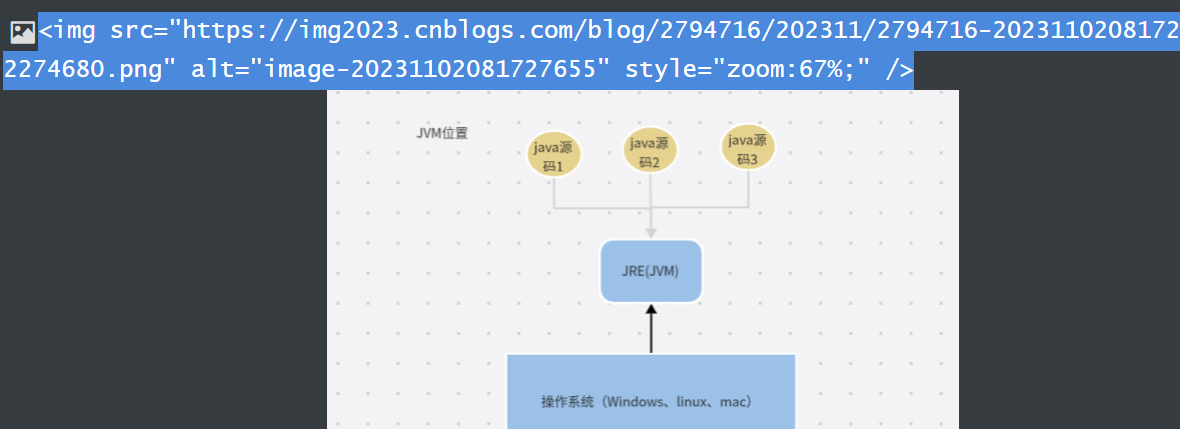 <img src="https://img2023.cnblogs.com/blog/2794716/202311/2794716-2023110208172
2274680.png" alt="image-20231102081727655" style="zoom:67%;" />
JVM位置
java源
码1
java源
码2
java源
码3
JRE(JVM)
操作系统（Windows、linux、mac）